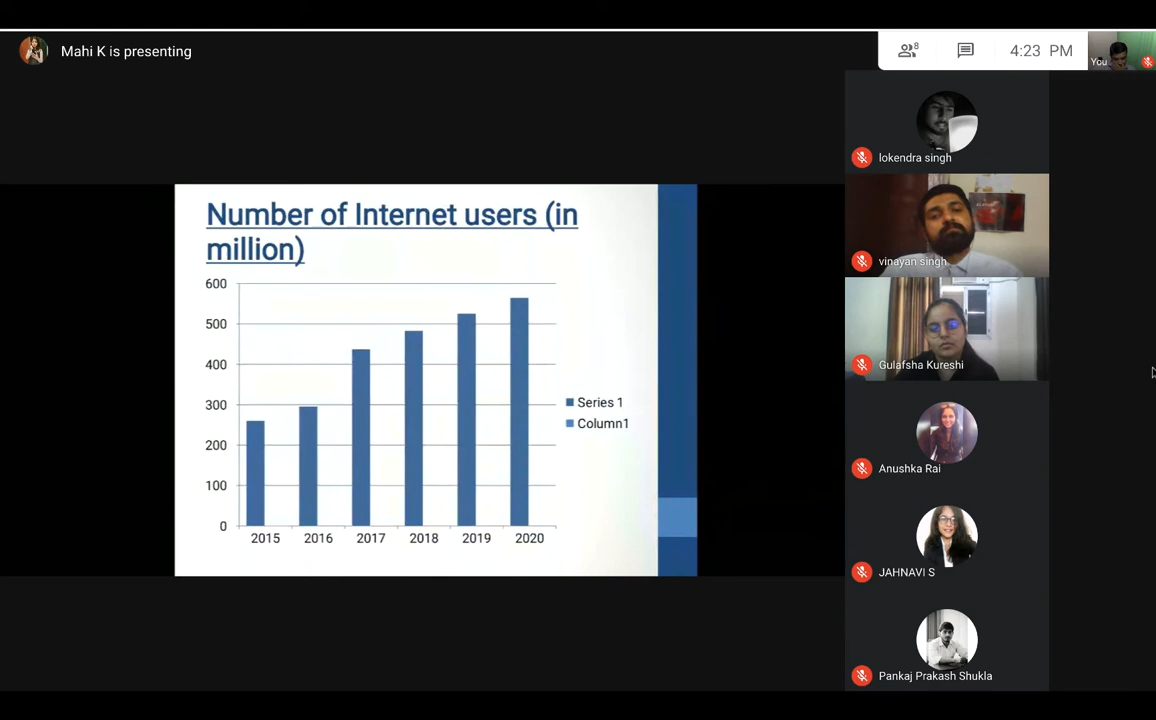 Mahi K is presenting
8
4:23 PM
You
lokendra singh
vinayan singh
Gulafsha Kureshi
Anushka Rai
JAHNAVI S
Pankaj Prakash Shukla
Number of Internet users (in
million)
600
500
400
300
200
100
0
2015 2016 2017 2018 2019 2020
Series 1
Column1